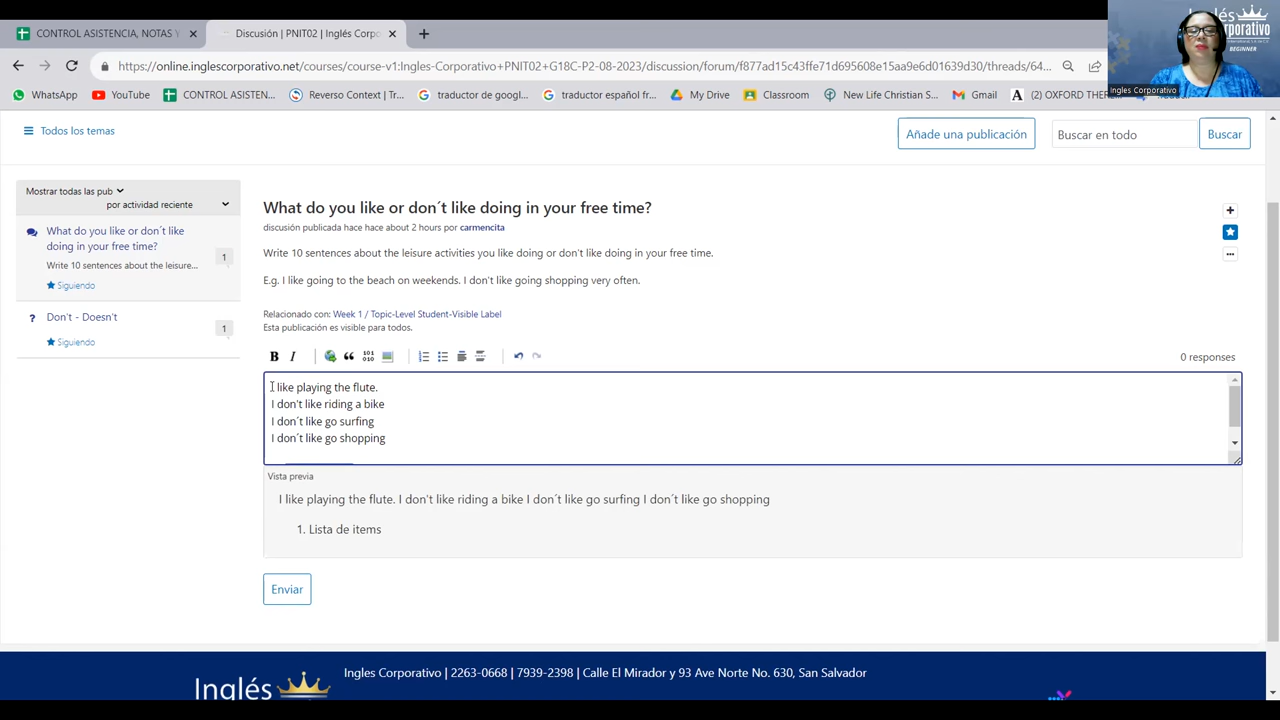 CONTROL ASISTENCIA, NOTAS Y
Discusión | PNIT02 | Inglés Corpo
Inglés
Corporativo
BEGINNER
https://online.inglescorporativo.net/courses/course-v1:Ingles-Corporativo+PNIT02+G18C-P2-08-2023/discussion/forum/f877ad15c43ffe71d695608e15aa9e6d01639d30/threads/64...
Ingles Corporativo
WhatsApp
YouTube
CONTROL ASISTEN...
Reverso Context | Tr...
traductor de googl...
traductor español fr...
My Drive
Classroom
New Life Christian S...
Gmail
(2) OXFORD THE
Todos los temas
Añade una publicación
Buscar en todo
Buscar
Mostrar todas las pub
por actividad reciente
What do you like or don´t like
doing in your free time?
Write 10 sentences about the leisure...
1
Siguiendo
Don't - Doesn't
1
Siguiendo
What do you like or don´t like doing in your free time?
discusión publicada hace hace about 2 hours por carmencita
Write 10 sentences about the leisure activities you like doing or don't like doing in your free time.
E.g. I like going to the beach on weekends. I don't like going shopping very often.
Relacionado con: Week 1 / Topic-Level Student-Visible Label
Esta publicación es visible para todos.
0 responses
I like playing the flute.
I don't like riding a bike
I don´t like go surfing
I don´t like go shopping
Vista previa
I like playing the flute. I don't like riding a bike I don´t like go surfing I don´t like go shopping
1. Lista de items
Enviar
Ingles Corporativo | 2263-0668 | 7939-2398 | Calle El Mirador y 93 Ave Norte No. 630, San Salvador
Inglés